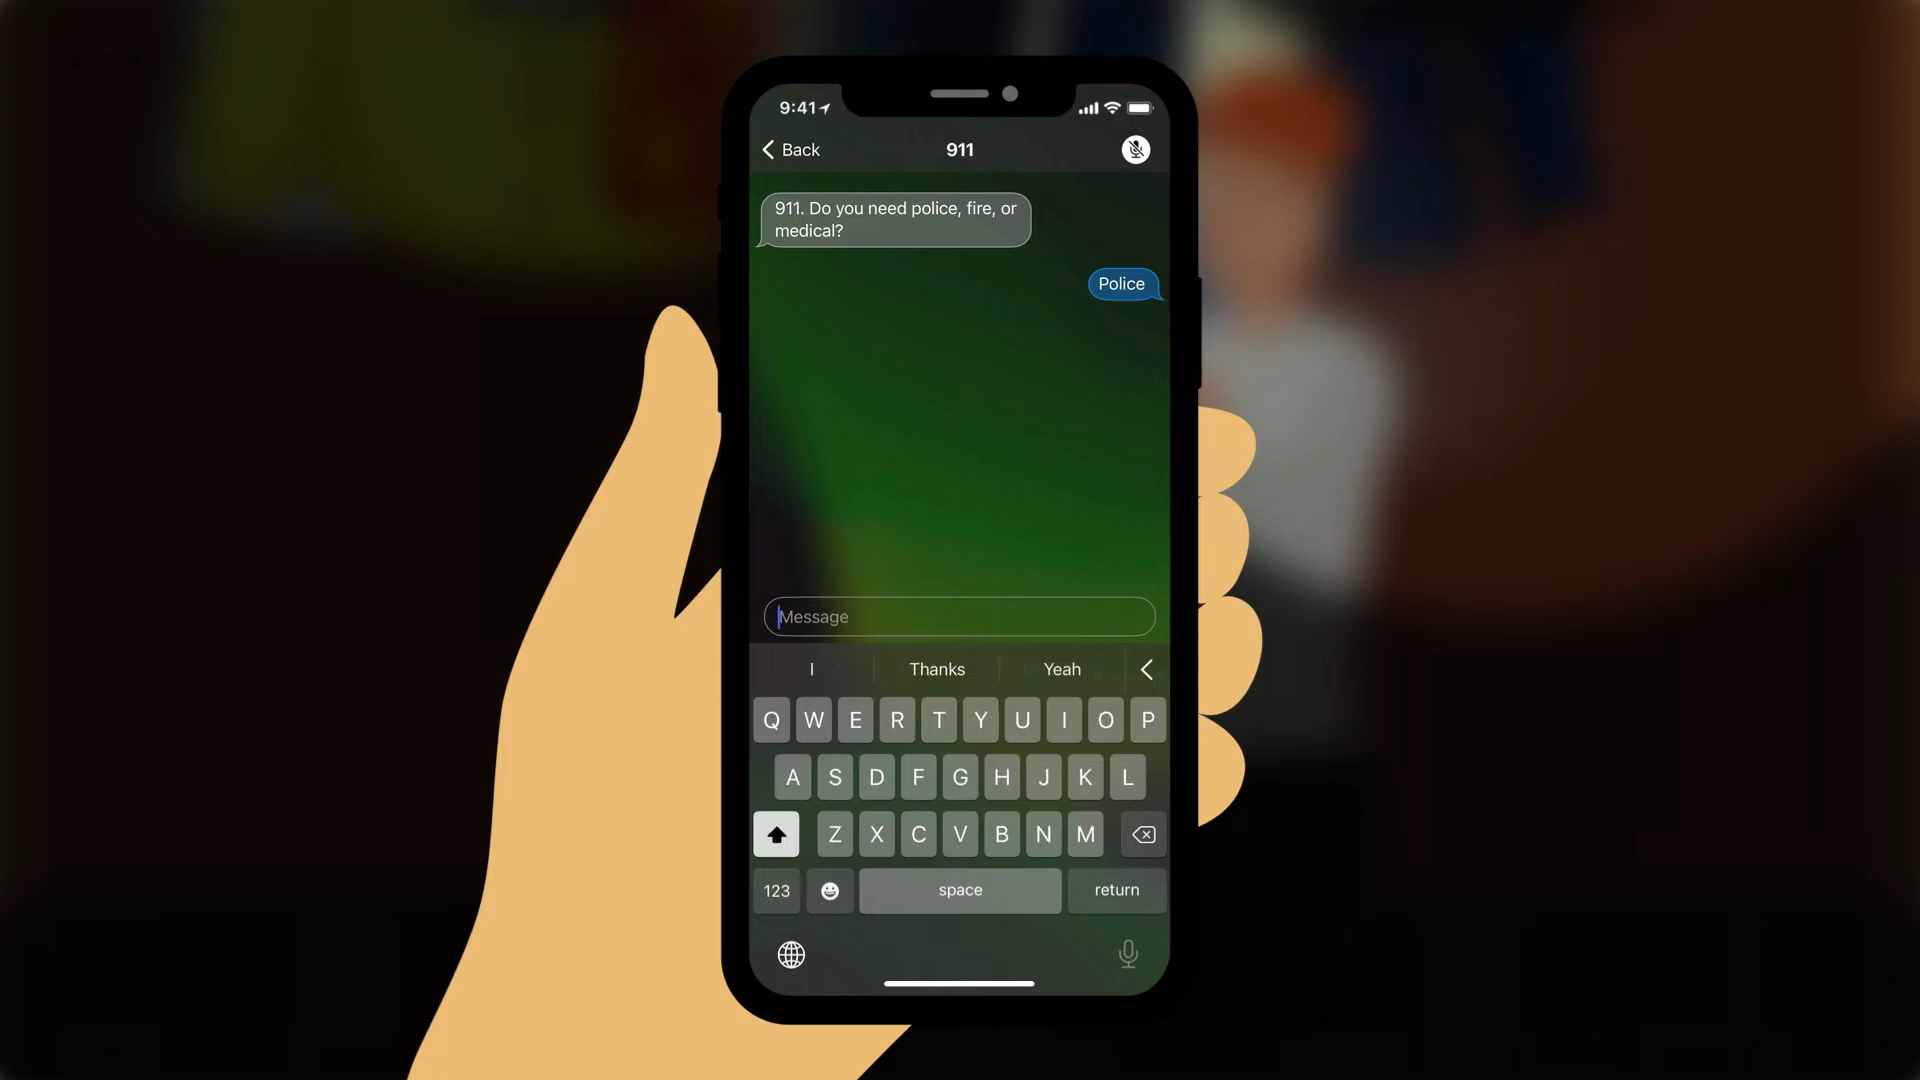 9:41
Back
911
911. Do you need police, fire, or
medical?
Police
Message
I
Thanks
Yeah
Q W E R T Y U I O P
A S D F G H J K L
Z X C V B N M
123
space
return